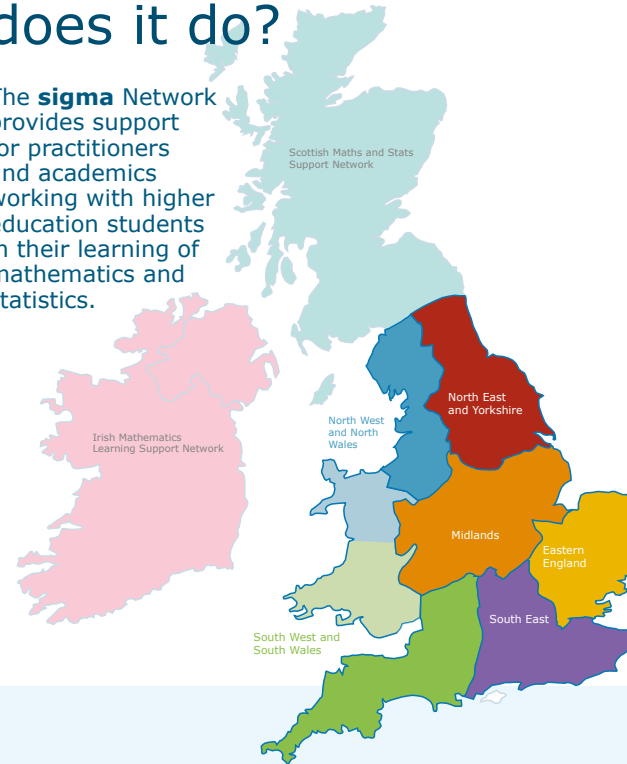 does it do?
The sigma Network
provides support
or practitioners
and academics
working with higher
education students
n their learning of
mathematics and
statistics.
Scottish Maths and Stats
Support Network
North East
and Yorkshire
North West
and North
Wales
Irish Mathematics
Learning Support Network
Midlands
Eastern
England
South East
South West and
South Wales